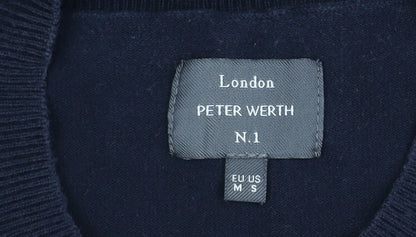 London
PETER WERTH
N.1
EU US
M S